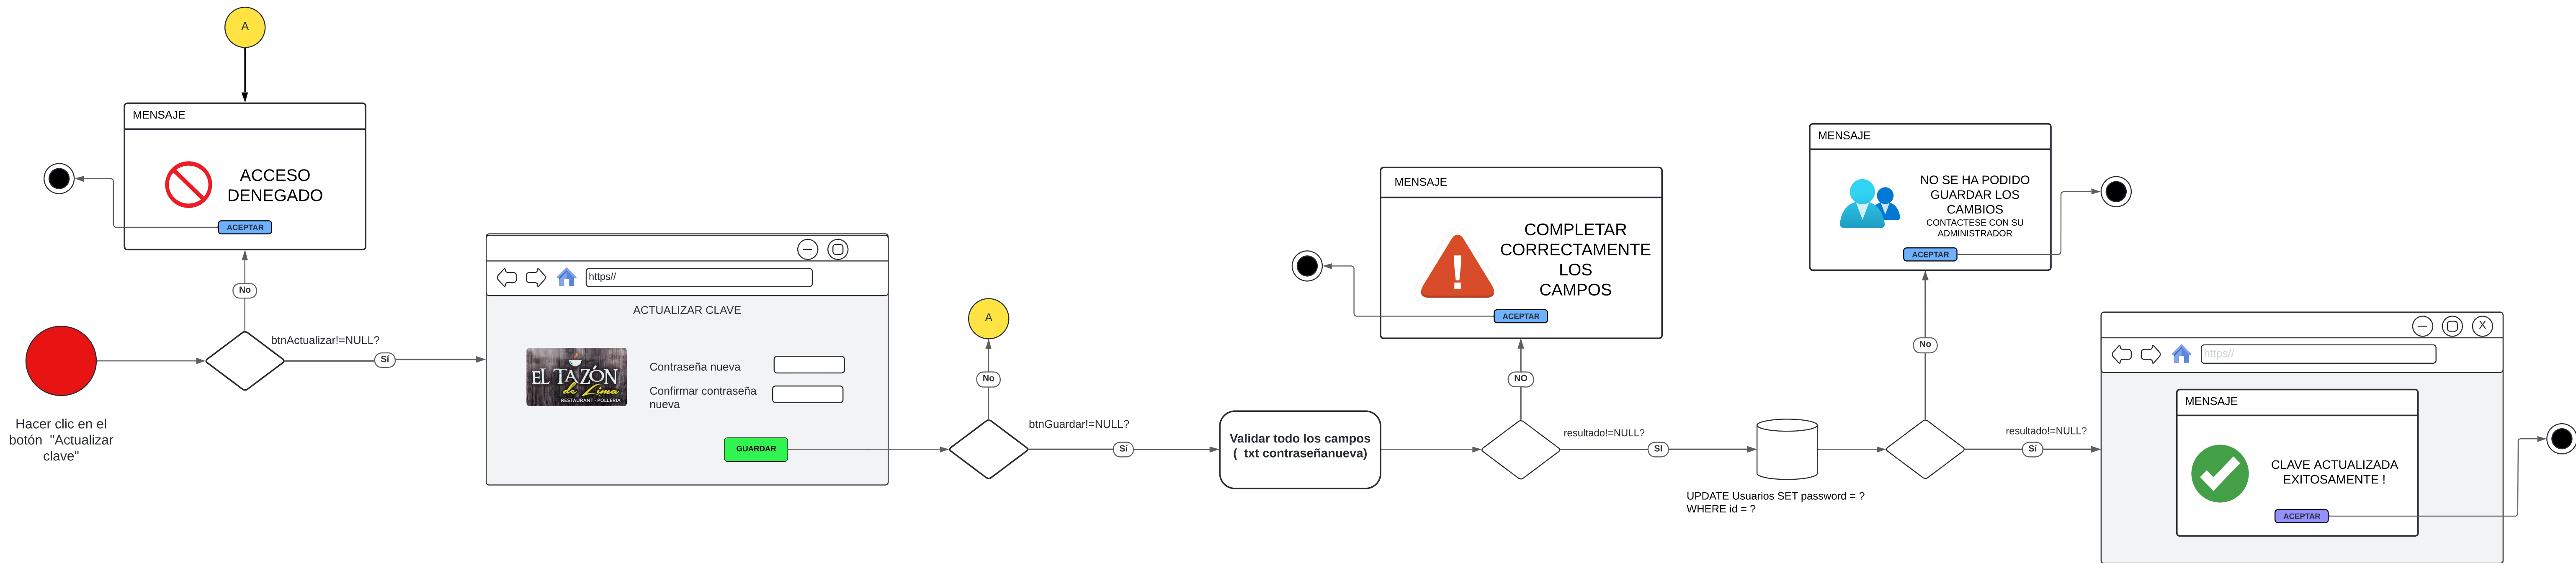 A
MENSAJE
ACCESO
DENEGADO
ACEPTAR
No
btnActualizar!=NULL?
Sí
Hacer clic en el
botón "Actualizar
clave"
https//
ACTUALIZAR CLAVE
EL TAZÓN
de Lima
RESTAURANT - POLLERIA
Contraseña nueva
Confirmar contraseña
nueva
GUARDAR
A
No
btnGuardar!=NULL?
Sí
Validar todo los campos
( txt contraseñanueva)
MENSAJE
COMPLETAR
CORRECTAMENTE
LOS
CAMPOS
ACEPTAR
NO
resultado!=NULL?
SI
UPDATE Usuarios SET password = ?
WHERE id = ?
MENSAJE
NO SE HA PODIDO
GUARDAR LOS
CAMBIOS
CONTACTESE CON SU
ADMINISTRADOR
ACEPTAR
No
resultado!=NULL?
Sí
X
https//
MENSAJE
CLAVE ACTUALIZADA
EXITOSAMENTE !
ACEPTAR